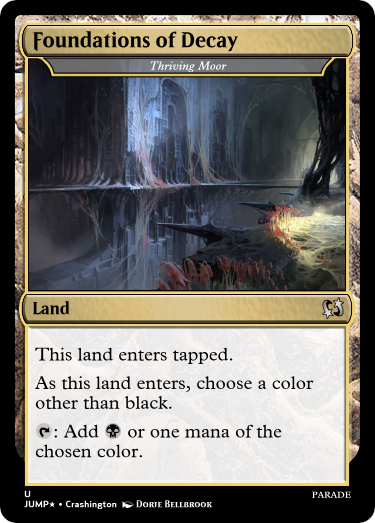 Foundations of Decay
Thriving Moor
Land
This land enters tapped.
As this land enters, choose a color
other than black.
: Add or one mana of the
chosen color.
U
JUMP★ • Crashington Dorje Bellbrook
PARADE